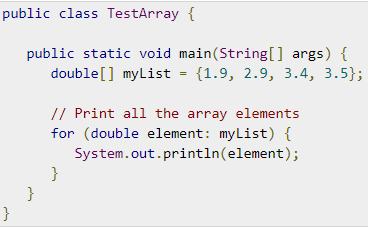 public class TestArray {
public static void main(String[] args) {
double[] myList = {1.9, 2.9, 3.4, 3.5};
// Print all the array elements
for (double element: myList) {
System.out.println(element);
}
}
}